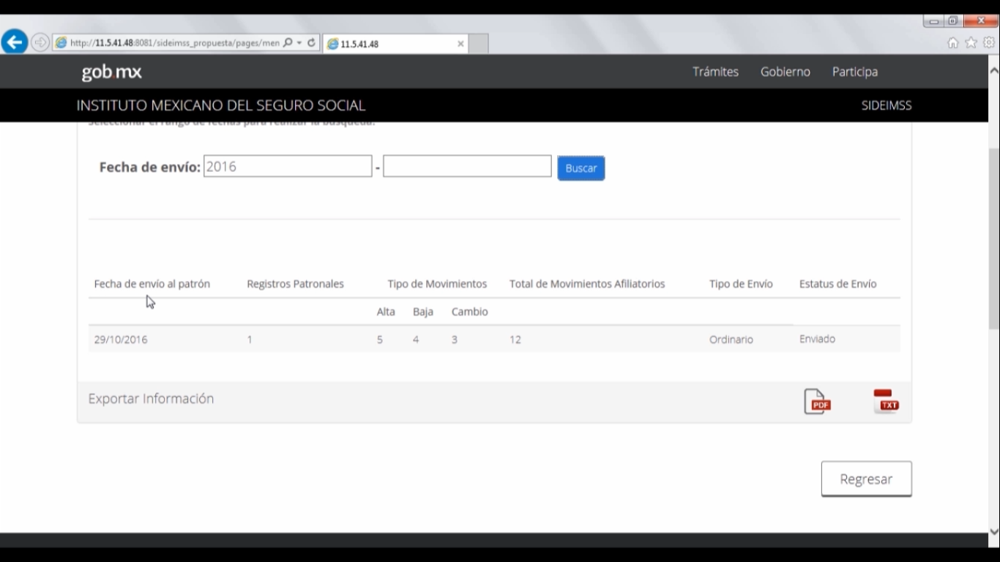 http://11.5.41.48:8081/sideimss_propuesta/pages/men
11.5.41.48
gob.mx
Trámites Gobierno Participa
INSTITUTO MEXICANO DEL SEGURO SOCIAL
SIDEIMSS
Seleccionar el rango de fechas para realizar la búsqueda:
Fecha de envío: 2016 - Buscar
Fecha de envío al patrón Registros Patronales Tipo de Movimientos Total de Movimientos Afiliatorios Tipo de Envío Estatus de Envío
Alta Baja Cambio
29/10/2016 1 5 4 3 12 Ordinario Enviado
Exportar Información
PDF TXT
Regresar